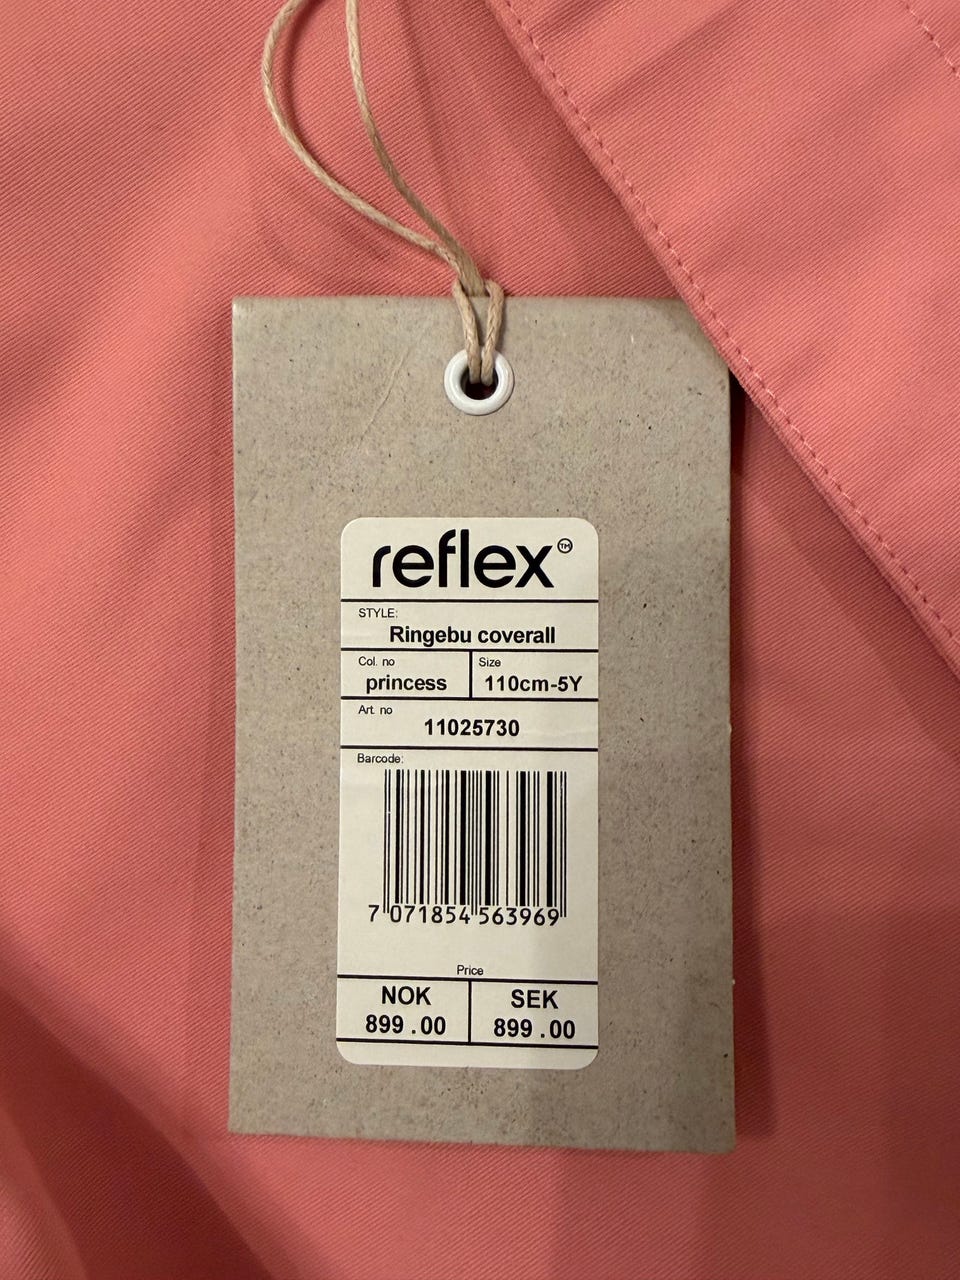 reflex™
STYLE:
Ringebu coverall
Col. no
princess
Size
110cm-5Y
Art. no
11025730
Barcode:
7 071854 563969
Price
NOK
899 . 00
SEK
899 . 00